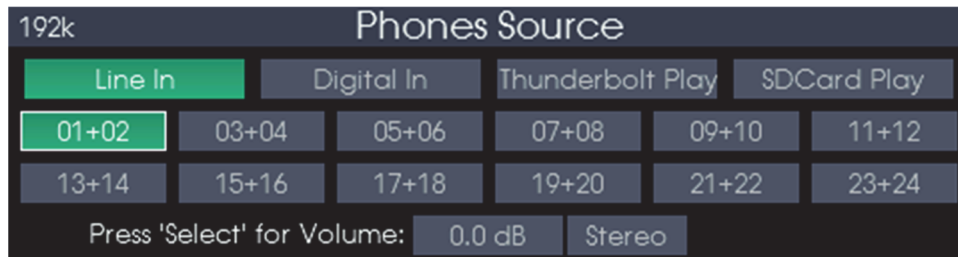 192k Phones Source
Line In Digital In Thunderbolt Play SDCard Play
01+02 03+04 05+06 07+08 09+10 11+12
13+14 15+16 17+18 19+20 21+22 23+24
Press 'Select' for Volume: 0.0 dB Stereo